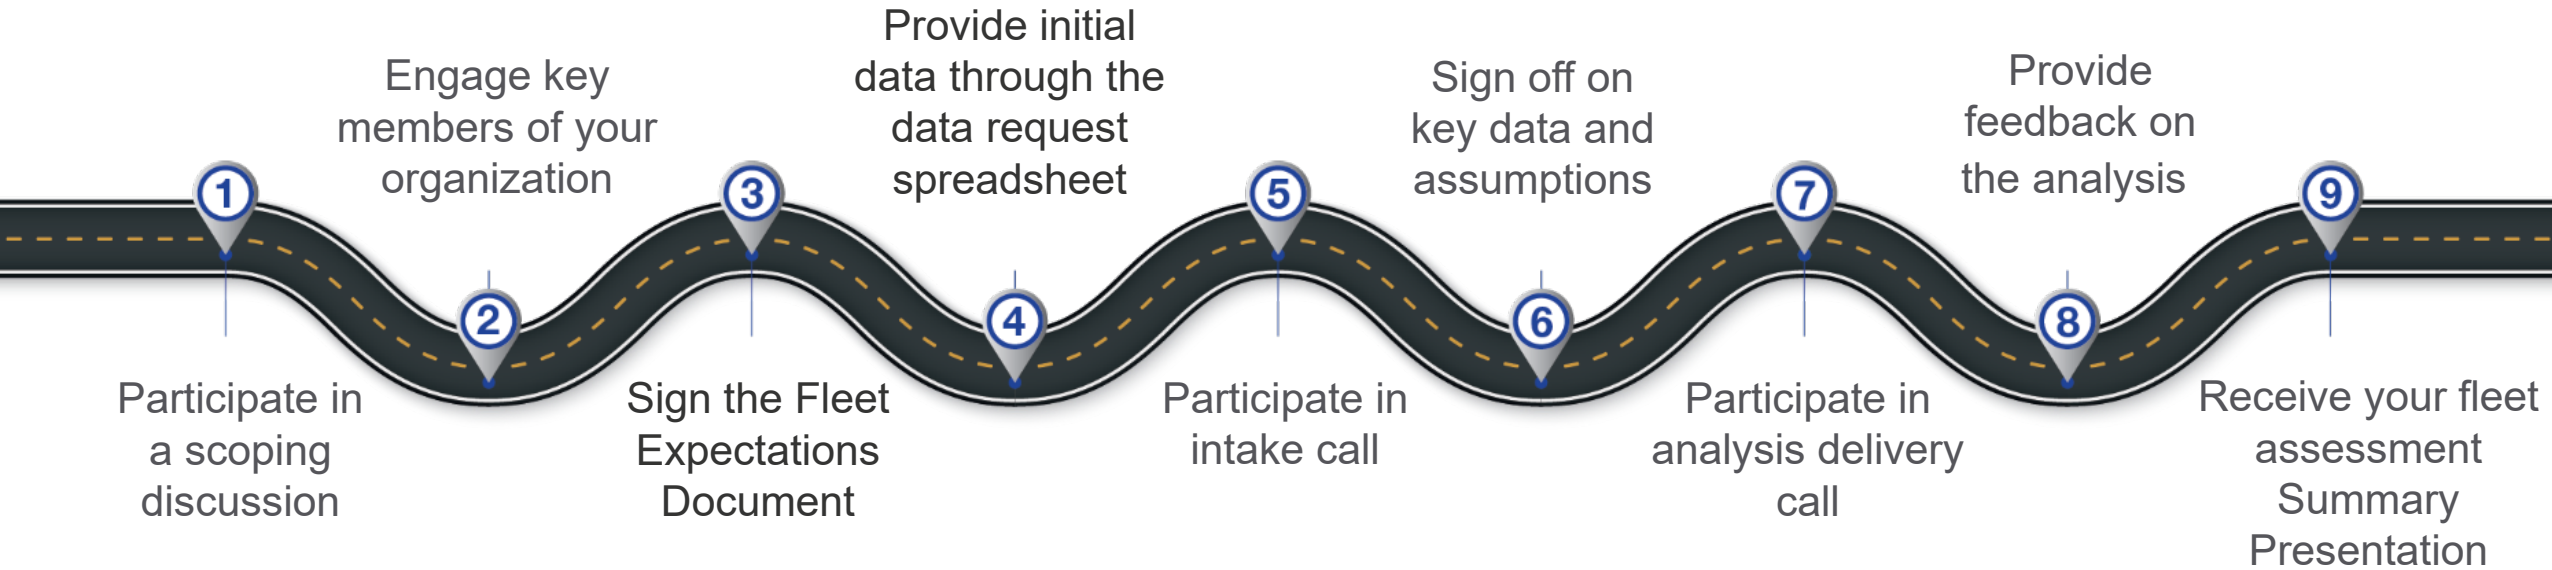 1
Participate in
a scoping
discussion
2
Engage key
members of your
organization
3
Sign the Fleet
Expectations
Document
4
Provide initial
data through the
data request
spreadsheet
5
Participate in
intake call
6
Sign off on
key data and
assumptions
7
Participate in
analysis delivery
call
8
Provide
feedback on
the analysis
9
Receive your fleet
assessment
Summary
Presentation